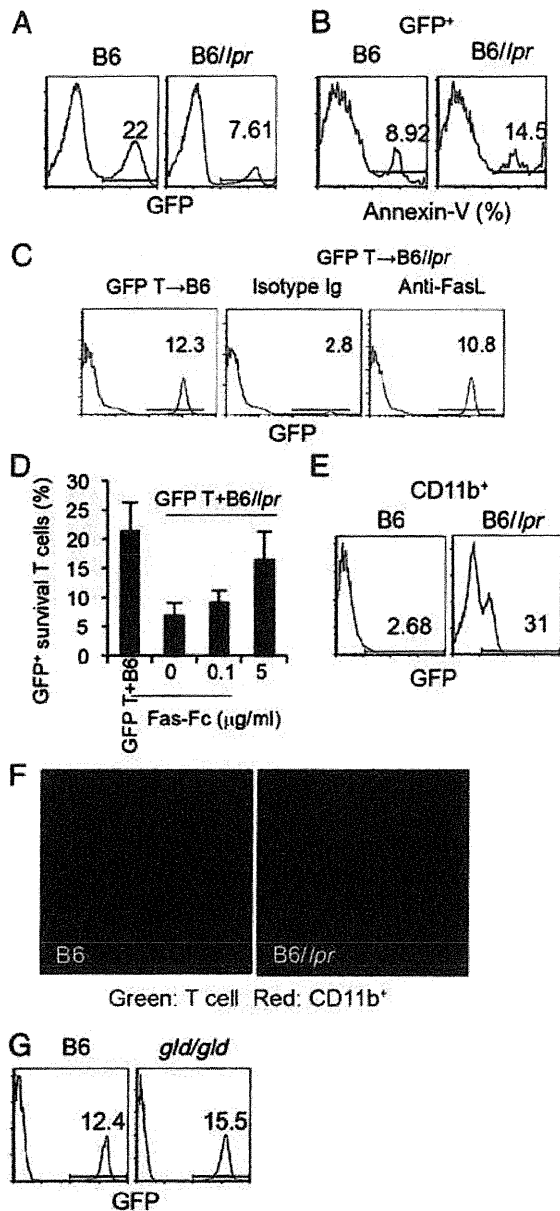 A
B6
B6/lpr
22
7.61
GFP
B
GFP⁺
B6
B6/lpr
8.92
14.5
Annexin-V (%)
C
GFP T→B6/lpr
GFP T→B6
Isotype Ig
Anti-FasL
12.3
2.8
10.8
GFP
D
GFP⁺ survival T cells (%)
30
25
20
15
10
5
0
GFP T+B6/lpr
GFP T+B6
0
0.1
5
Fas-Fc (μg/ml)
E
CD11b⁺
B6
B6/lpr
2.68
31
GFP
F
B6
B6/lpr
Green: T cell Red: CD11b⁺
G
B6
gld/gld
12.4
15.5
GFP